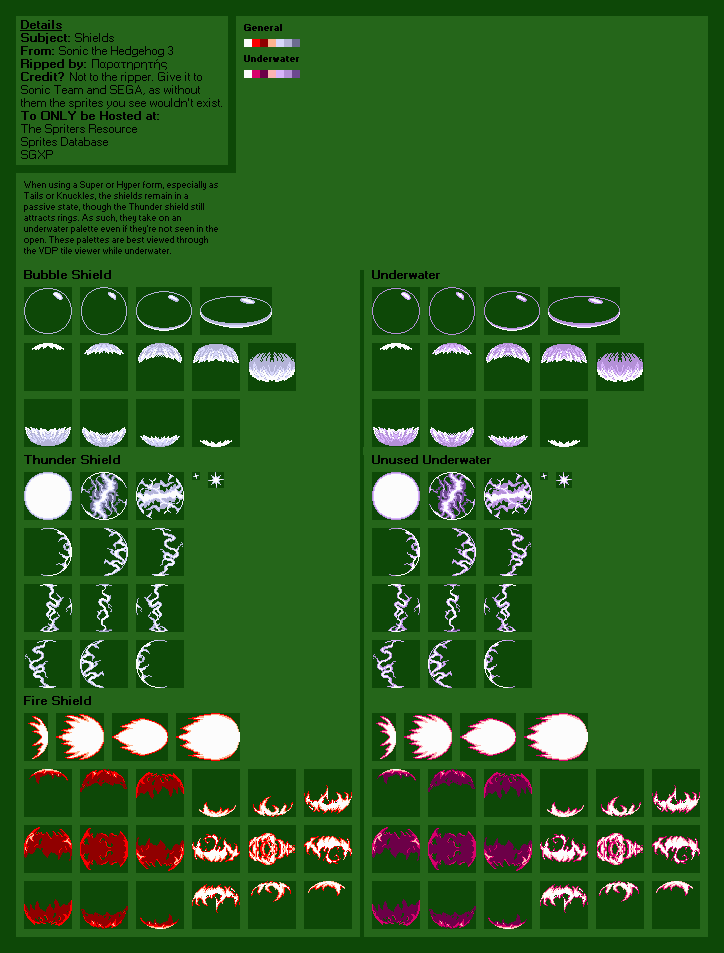 Details
Subject: Shields
From: Sonic the Hedgehog 3
Ripped by: Παρατηρητής
Credit? Not to the ripper. Give it to
Sonic Team and SEGA, as without
them the sprites you see wouldn't exist.
To ONLY be Hosted at:
The Spriters Resource
Sprites Database
SGXP
General
Underwater
When using a Super or Hyper form, especially as
Tails or Knuckles, the shields remain in a
passive state, though the Thunder shield still
attracts rings. As such, they take on an
underwater palette even if they're not seen in the
open. These palettes are best viewed through
the VDP tile viewer while underwater.
Bubble Shield
Underwater
Thunder Shield
Unused Underwater
Fire Shield